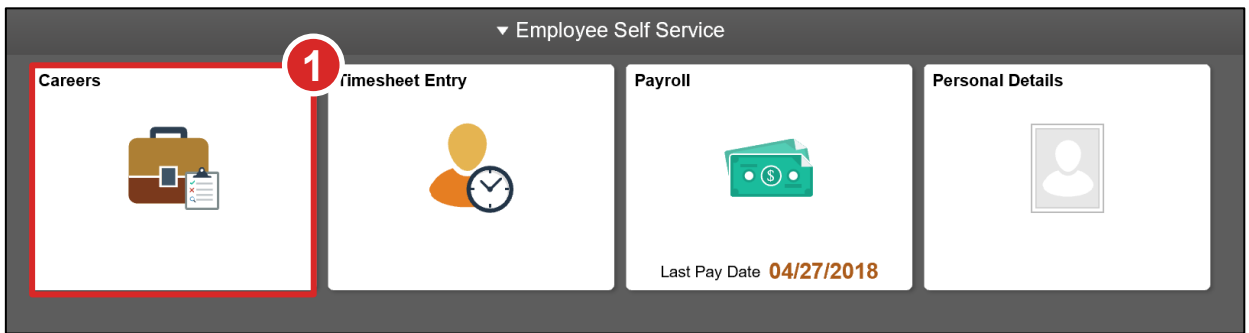 Employee Self Service
1
Careers
Timesheet Entry
Payroll
Personal Details
$
Last Pay Date 04/27/2018